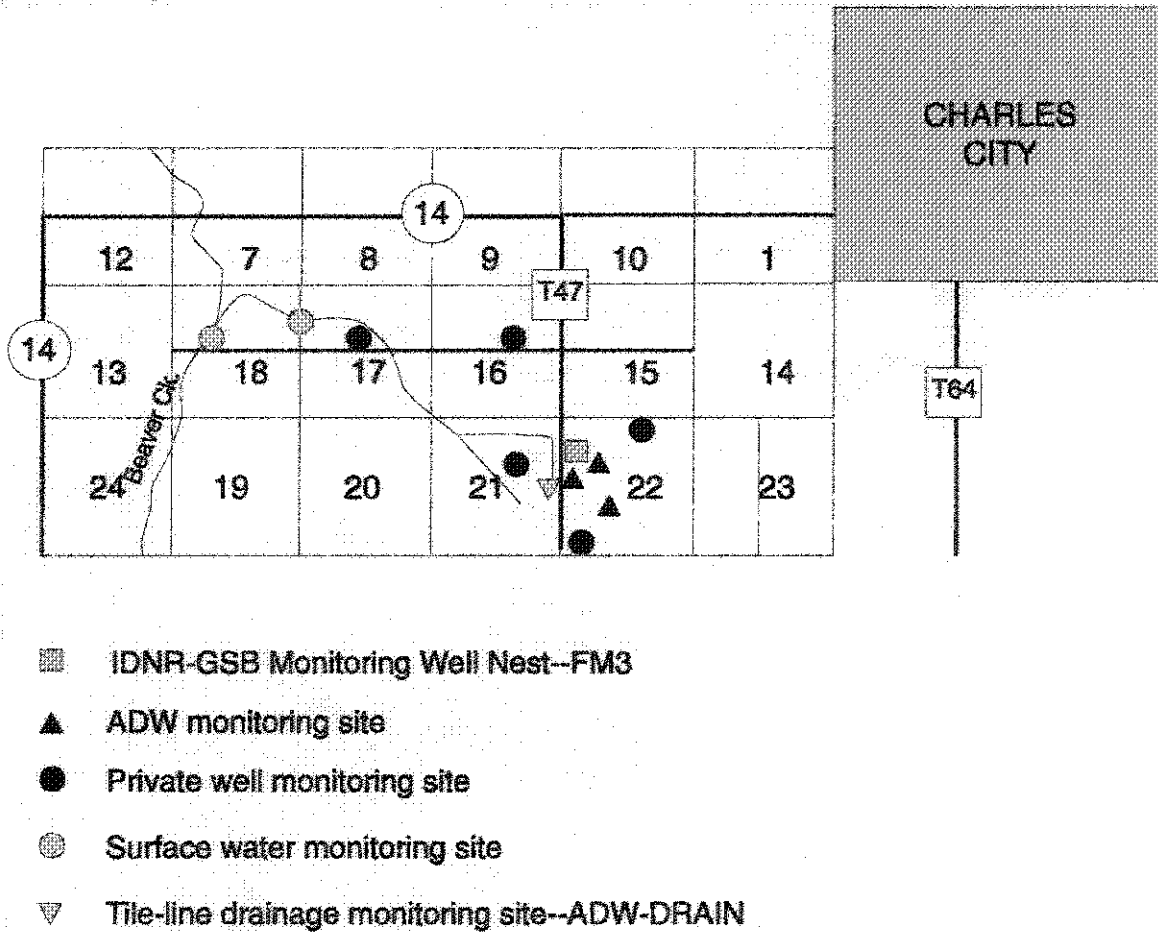 CHARLES
CITY
14
12 7 8 9 10 1
T47
14
13 18 17 16 15 14
T64
Beaver Ck.
24 19 20 21 22 23
IDNR-GSB Monitoring Well Nest--FM3
ADW monitoring site
Private well monitoring site
Surface water monitoring site
Tile-line drainage monitoring site--ADW-DRAIN